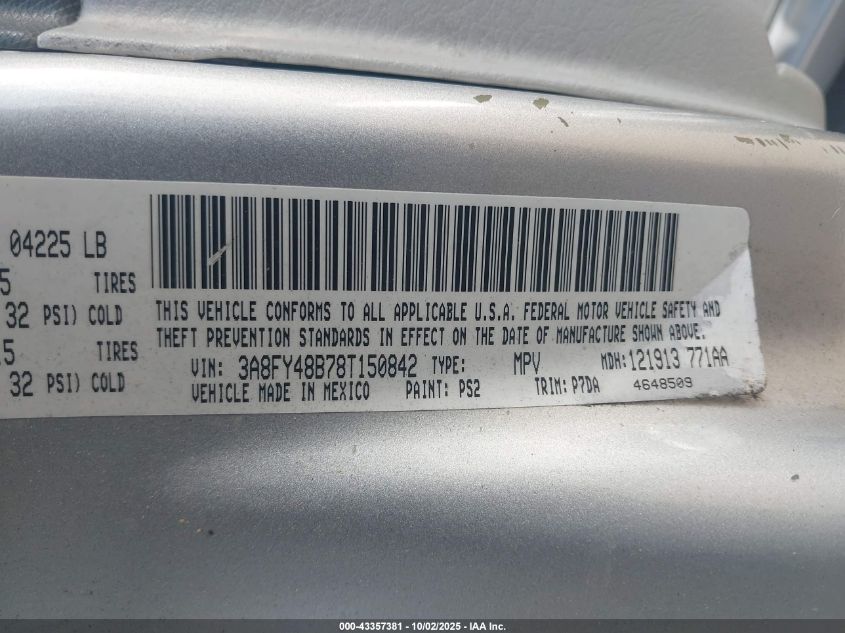 04225 LB
5 TIRES
32 PSI) COLD
15 TIRES
32 PSI) COLD
THIS VEHICLE CONFORMS TO ALL APPLICABLE U.S.A. FEDERAL MOTOR VEHICLE SAFETY AND
THEFT PREVENTION STANDARDS IN EFFECT ON THE DATE OF MANUFACTURE SHOWN ABOVE.
VIN: 3A8FY48B78T150842 TYPE: MPV MDH:121913 771AA
VEHICLE MADE IN MEXICO PAINT: PS2 TRIM:P7DA 4648509
000-43357381 - 10/02/2025 - IAA Inc.